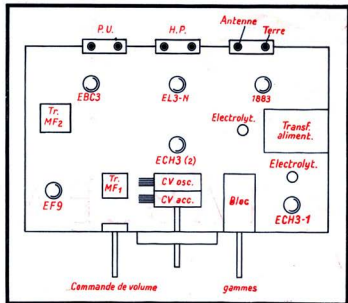 P.U.
H.P.
Antenne
Terre
EBC3
EL3-N
1883
Tr.
MF2
Electrolyt.
Transf.
aliment.
ECH3 (2)
Electrolyt.
Tr.
MF1
CV osc.
CV acc.
Bloc
EF9
ECH3-1
Commande de volume
gammes